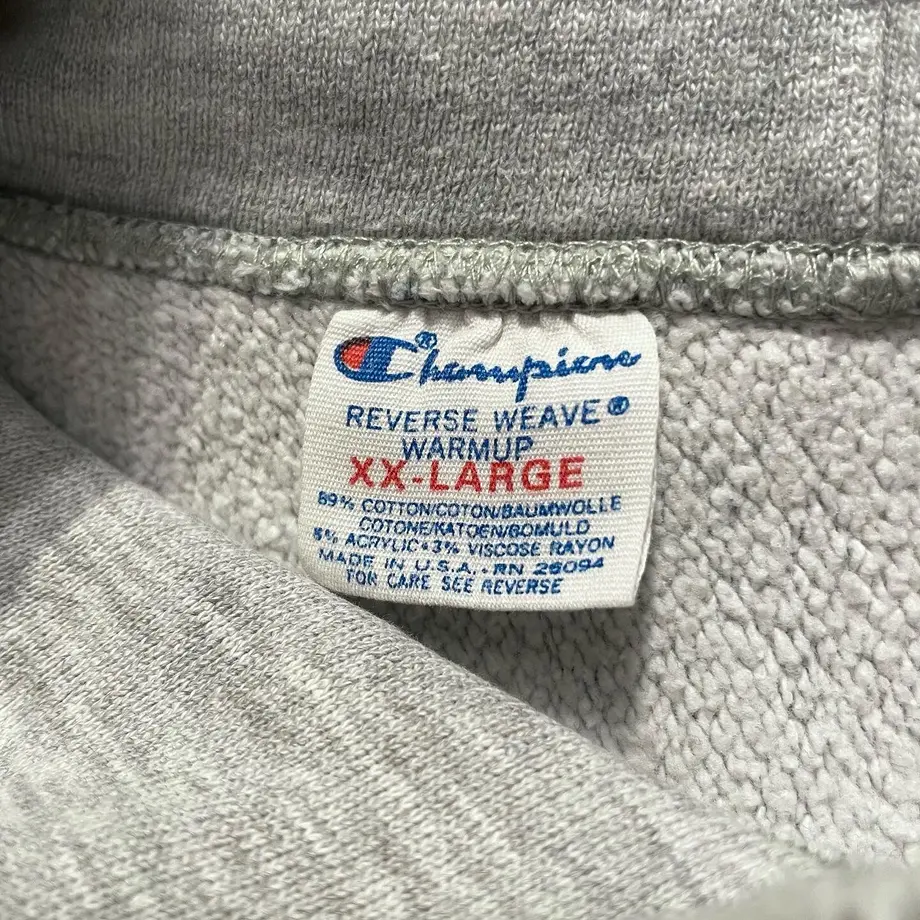 Champion®
REVERSE WEAVE®
WARMUP
XX-LARGE
89% COTTON/COTON/BAUMWOLLE
COTONE/KATOEN/BOMULD
8% ACRYLIC•3% VISCOSE RAYON
MADE IN U.S.A.•RN 26094
FOR CARE SEE REVERSE